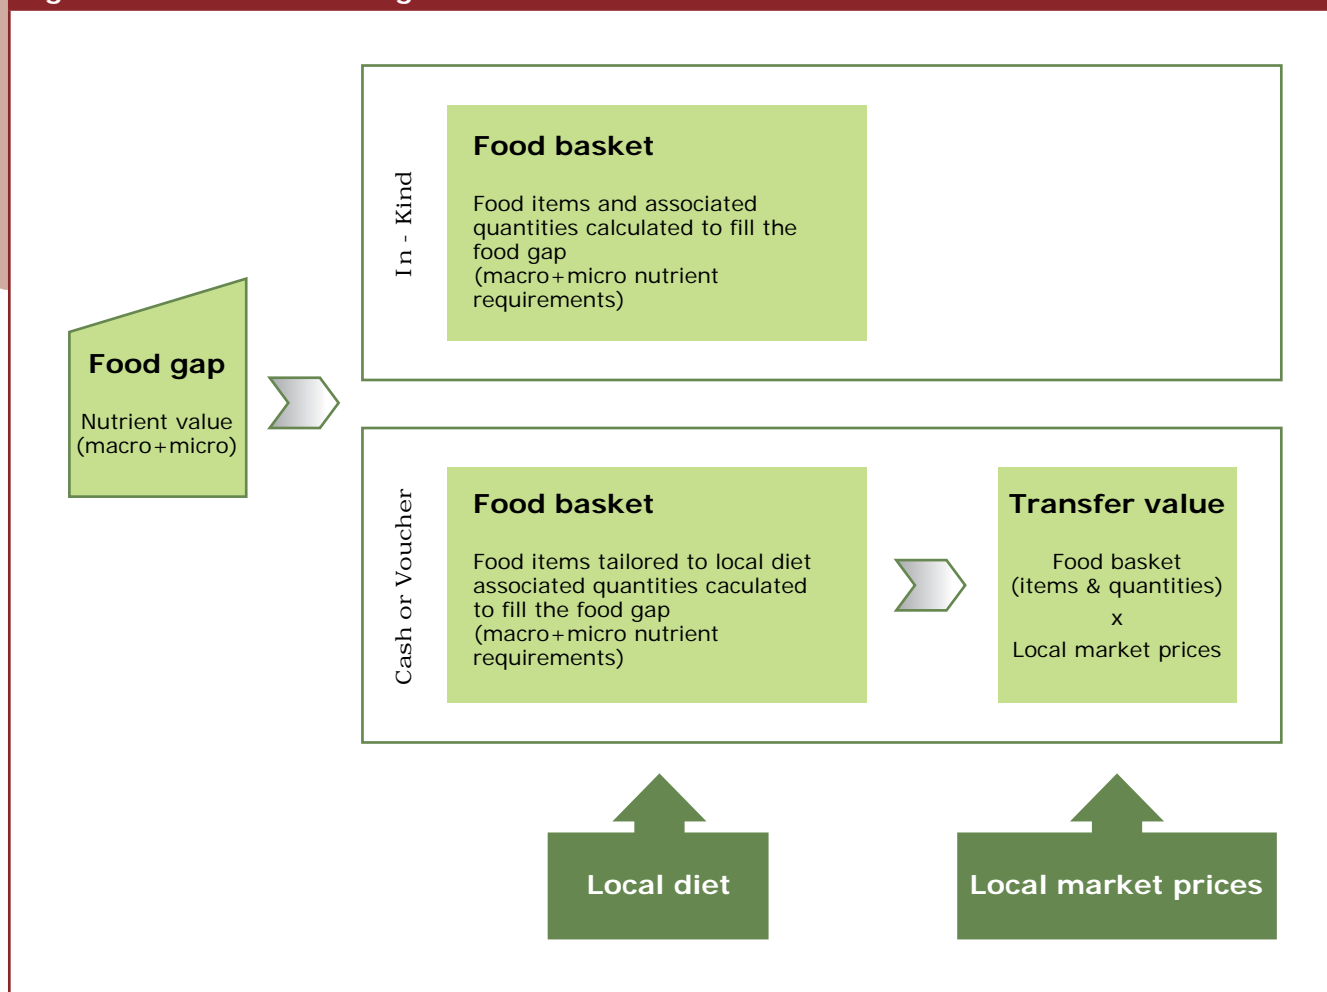 In - Kind
Food basket
Food items and associated
quantities calculated to fill the
food gap
(macro+micro nutrient
requirements)
Food gap
Nutrient value
(macro+micro)
Cash or Voucher
Food basket
Food items tailored to local diet
associated quantities caculated
to fill the food gap
(macro+micro nutrient
requirements)
Transfer value
Food basket
(items & quantities)
x
Local market prices
Local diet
Local market prices